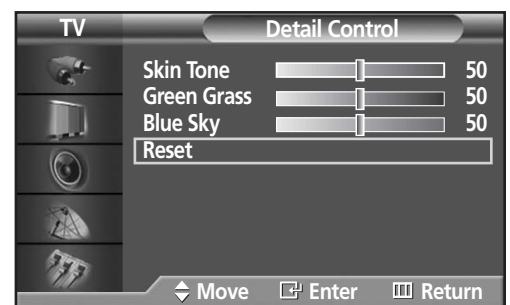 TV Detail Control
Skin Tone 50
Green Grass 50
Blue Sky 50
Reset
Move Enter Return